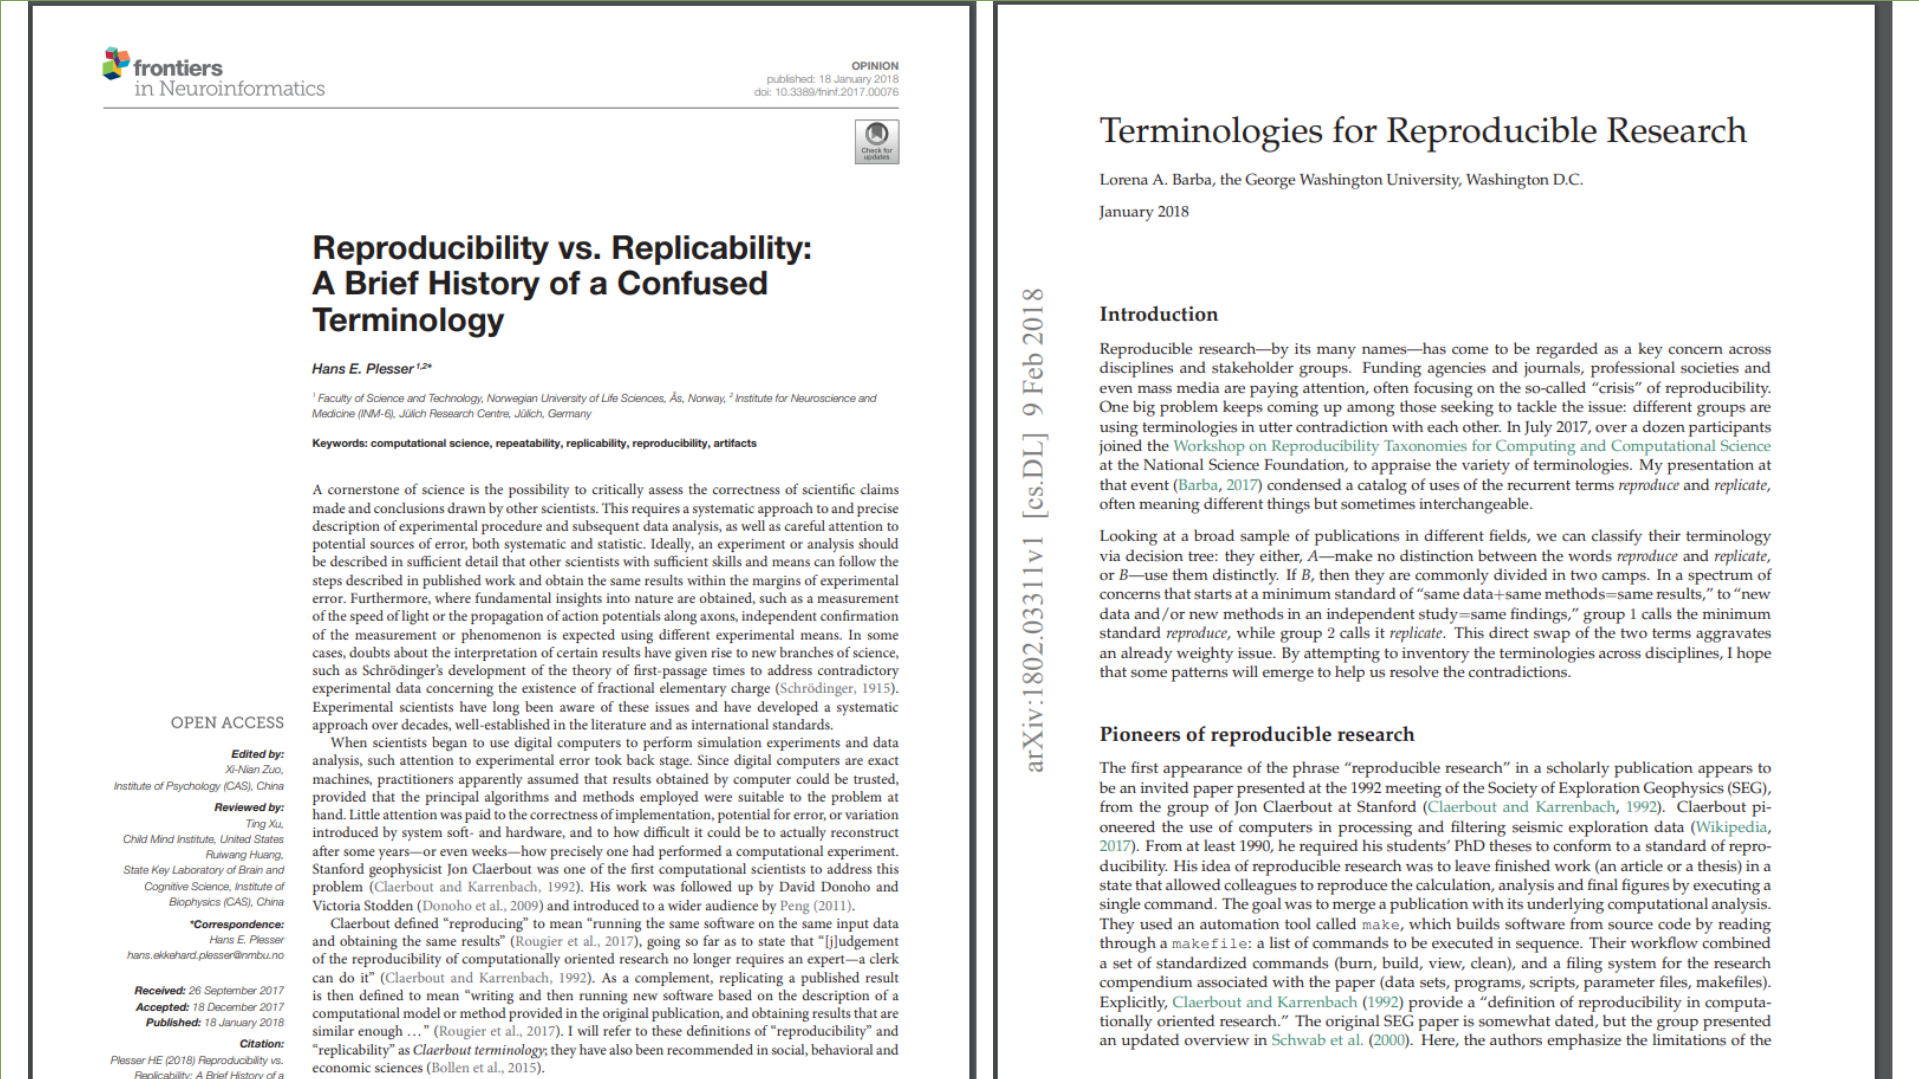 frontiers
in Neuroinformatics
OPINION
published: 18 January 2018
doi: 10.3389/fninf.2017.00076
Check for
updates
Reproducibility vs. Replicability:
A Brief History of a Confused
Terminology
Hans E. Plesser 1,2*
1 Faculty of Science and Technology, Norwegian University of Life Sciences, Ås, Norway, 2 Institute for Neuroscience and
Medicine (INM-6), Jülich Research Centre, Jülich, Germany
Keywords: computational science, repeatability, replicability, reproducibility, artifacts
A cornerstone of science is the possibility to critically assess the correctness of scientific claims
made and conclusions drawn by other scientists. This requires a systematic approach to and precise
description of experimental procedure and subsequent data analysis, as well as careful attention to
potential sources of error, both systematic and statistic. Ideally, an experiment or analysis should
be described in sufficient detail that other scientists with sufficient skills and means can follow the
steps described in published work and obtain the same results within the margins of experimental
error. Furthermore, where fundamental insights into nature are obtained, such as a measurement
of the speed of light or the propagation of action potentials along axons, independent confirmation
of the measurement or phenomenon is expected using different experimental means. In some
cases, doubts about the interpretation of certain results have given rise to new branches of science,
such as Schrödinger's development of the theory of first-passage times to address contradictory
experimental data concerning the existence of fractional elementary charge (Schrödinger, 1915).
Experimental scientists have long been aware of these issues and have developed a systematic
approach over decades, well-established in the literature and as international standards.
When scientists began to use digital computers to perform simulation experiments and data
analysis, such attention to experimental error took back stage. Since digital computers are exact
machines, practitioners apparently assumed that results obtained by computer could be trusted,
provided that the principal algorithms and methods employed were suitable to the problem at
hand. Little attention was paid to the correctness of implementation, potential for error, or variation
introduced by system soft- and hardware, and to how difficult it could be to actually reconstruct
after some years—or even weeks—how precisely one had performed a computational experiment.
Stanford geophysicist Jon Claerbout was one of the first computational scientists to address this
problem (Claerbout and Karrenbach, 1992). His work was followed up by David Donoho and
Victoria Stodden (Donoho et al., 2009) and introduced to a wider audience by Peng (2011).
Claerbout defined "reproducing" to mean "running the same software on the same input data
and obtaining the same results" (Rougier et al., 2017), going so far as to state that "[j]udgement
of the reproducibility of computationally oriented research no longer requires an expert—a clerk
can do it" (Claerbout and Karrenbach, 1992). As a complement, replicating a published result
is then defined to mean "writing and then running new software based on the description of a
computational model or method provided in the original publication, and obtaining results that are
similar enough …" (Rougier et al., 2017). I will refer to these definitions of "reproducibility" and
"replicability" as Claerbout terminology; they have also been recommended in social, behavioral and
economic sciences (Bollen et al., 2015).
OPEN ACCESS
Edited by:
Xi-Nian Zuo,
Institute of Psychology (CAS), China
Reviewed by:
Ting Xu,
Child Mind Institute, United States
Ruiwang Huang,
State Key Laboratory of Brain and
Cognitive Science, Institute of
Biophysics (CAS), China
*Correspondence:
Hans E. Plesser
hans.ekkehard.plesser@nmbu.no
Received: 26 September 2017
Accepted: 18 December 2017
Published: 18 January 2018
Citation:
Plesser HE (2018) Reproducibility vs.
Replicability: A Brief History of a
Terminologies for Reproducible Research
Lorena A. Barba, the George Washington University, Washington D.C.
January 2018
arXiv:1802.03311v1 [cs.DL] 9 Feb 2018
Introduction
Reproducible research—by its many names—has come to be regarded as a key concern across
disciplines and stakeholder groups. Funding agencies and journals, professional societies and
even mass media are paying attention, often focusing on the so-called "crisis" of reproducibility.
One big problem keeps coming up among those seeking to tackle the issue: different groups are
using terminologies in utter contradiction with each other. In July 2017, over a dozen participants
joined the Workshop on Reproducibility Taxonomies for Computing and Computational Science
at the National Science Foundation, to appraise the variety of terminologies. My presentation at
that event (Barba, 2017) condensed a catalog of uses of the recurrent terms reproduce and replicate,
often meaning different things but sometimes interchangeable.
Looking at a broad sample of publications in different fields, we can classify their terminology
via decision tree: they either, A—make no distinction between the words reproduce and replicate,
or B—use them distinctly. If B, then they are commonly divided in two camps. In a spectrum of
concerns that starts at a minimum standard of "same data+same methods=same results," to "new
data and/or new methods in an independent study=same findings," group 1 calls the minimum
standard reproduce, while group 2 calls it replicate. This direct swap of the two terms aggravates
an already weighty issue. By attempting to inventory the terminologies across disciplines, I hope
that some patterns will emerge to help us resolve the contradictions.
Pioneers of reproducible research
The first appearance of the phrase "reproducible research" in a scholarly publication appears to
be an invited paper presented at the 1992 meeting of the Society of Exploration Geophysics (SEG),
from the group of Jon Claerbout at Stanford (Claerbout and Karrenbach, 1992). Claerbout pi-
oneered the use of computers in processing and filtering seismic exploration data (Wikipedia,
2017). From at least 1990, he required his students' PhD theses to conform to a standard of repro-
ducibility. His idea of reproducible research was to leave finished work (an article or a thesis) in a
state that allowed colleagues to reproduce the calculation, analysis and final figures by executing a
single command. The goal was to merge a publication with its underlying computational analysis.
They used an automation tool called make, which builds software from source code by reading
through a makefile: a list of commands to be executed in sequence. Their workflow combined
a set of standardized commands (burn, build, view, clean), and a filing system for the research
compendium associated with the paper (data sets, programs, scripts, parameter files, makefiles).
Explicitly, Claerbout and Karrenbach (1992) provide a "definition of reproducibility in computa-
tionally oriented research." The original SEG paper is somewhat dated, but the group presented
an updated overview in Schwab et al. (2000). Here, the authors emphasize the limitations of the